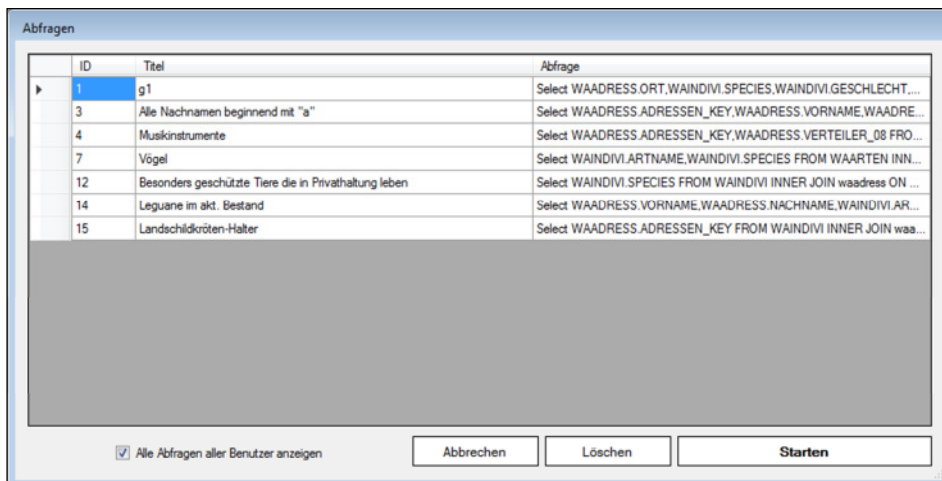 Abfragen
ID Titel Abfrage
1 g1 Select WAADRESS.ORT,WAINDIVI.SPECIES,WAINDIVI.GESCHLECHT,...
3 Alle Nachnamen beginnend mit "a" Select WAADRESS.ADRESSEN_KEY,WAADRESS.VORNAME,WAADRE...
4 Musikinstrumente Select WAADRESS.ADRESSEN_KEY,WAADRESS.VERTEILER_08 FRO...
7 Vögel Select WAINDIVI.ARTNAME,WAINDIVI.SPECIES FROM WAARTEN INN...
12 Besonders geschützte Tiere die in Privathaltung leben Select WAINDIVI.SPECIES FROM WAINDIVI INNER JOIN waadress ON ...
14 Leguane im akt. Bestand Select WAADRESS.VORNAME,WAADRESS.NACHNAME,WAINDIVI.AR...
15 Landschildkröten-Halter Select WAADRESS.ADRESSEN_KEY FROM WAINDIVI INNER JOIN waa...
Alle Abfragen aller Benutzer anzeigen Abbrechen Löschen Starten